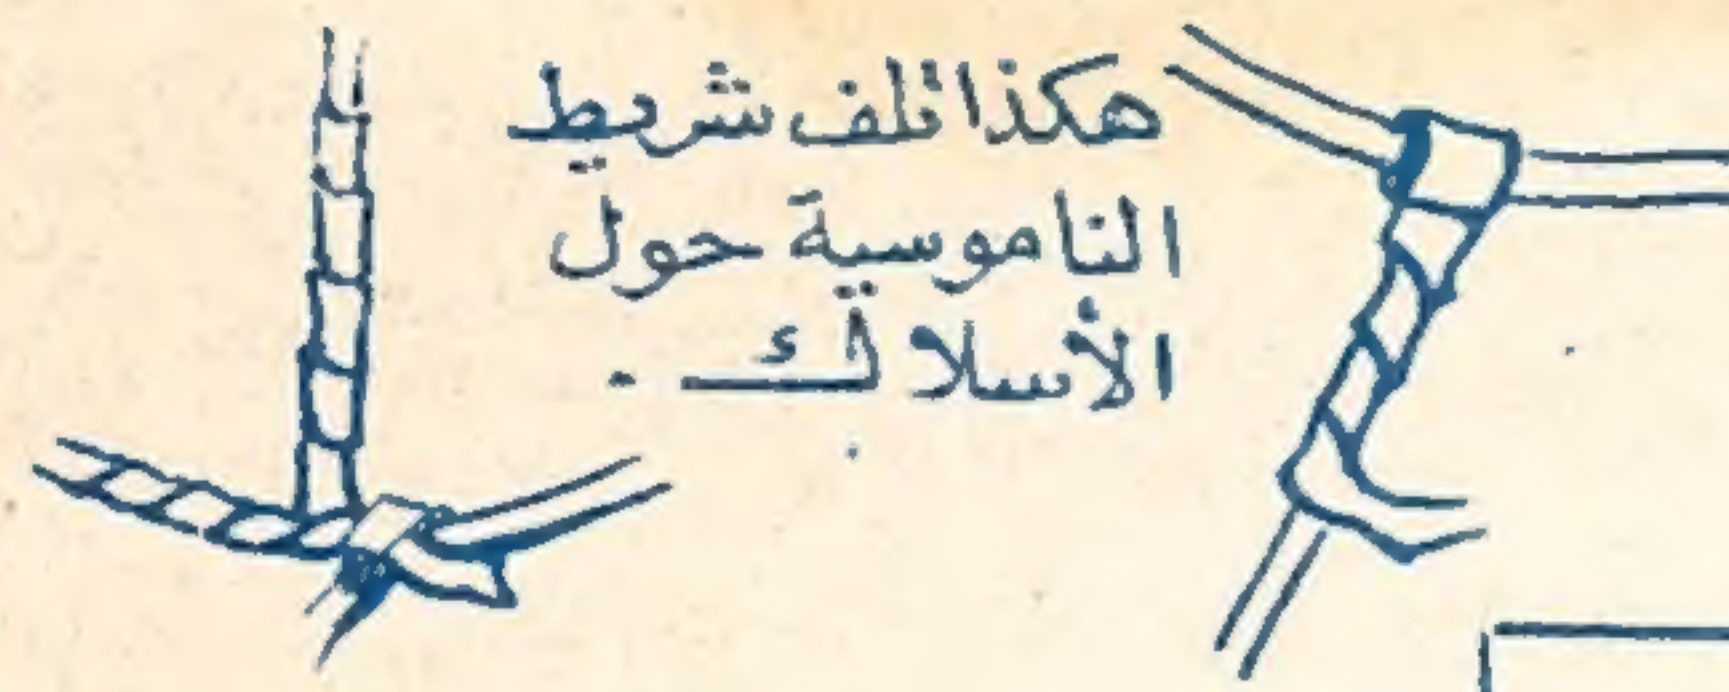 هكذا تلف شريط
الناموسية حول
الأسلاك .